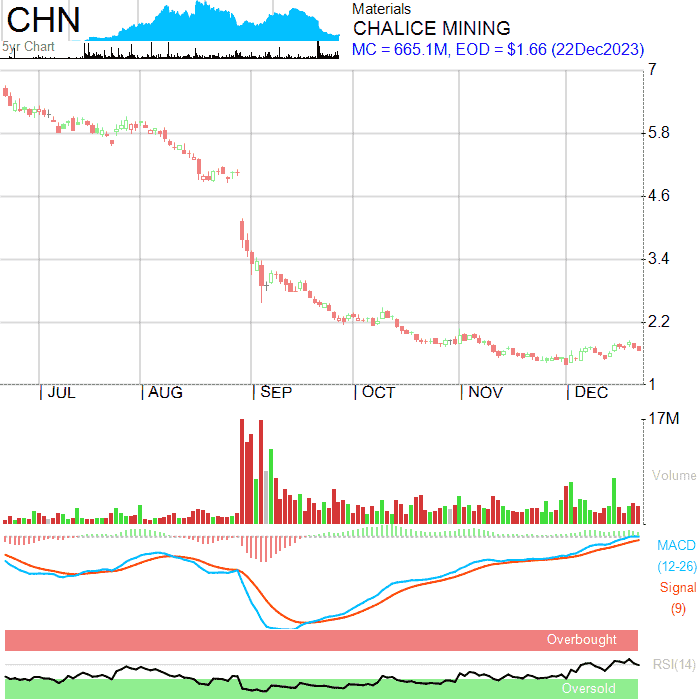 CHN
5yr Chart
Materials
CHALICE MINING
MC = 665.1M, EOD = $1.66 (22Dec2023)
7
5.8
4.6
3.4
2.2
1
JUL AUG SEP OCT NOV DEC
17M
Volume
MACD
(12-26)
Signal
(9)
Overbought
RSI(14)
Oversold